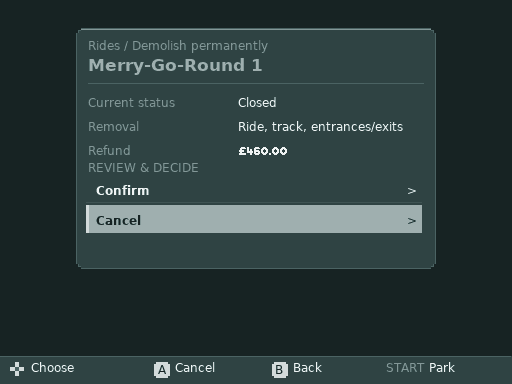 Rides / Demolish permanently
Merry-Go-Round 1
Current status Closed
Removal Ride, track, entrances/exits
Refund £460.00
REVIEW & DECIDE
Confirm >
Cancel >
Choose A Cancel B Back START Park